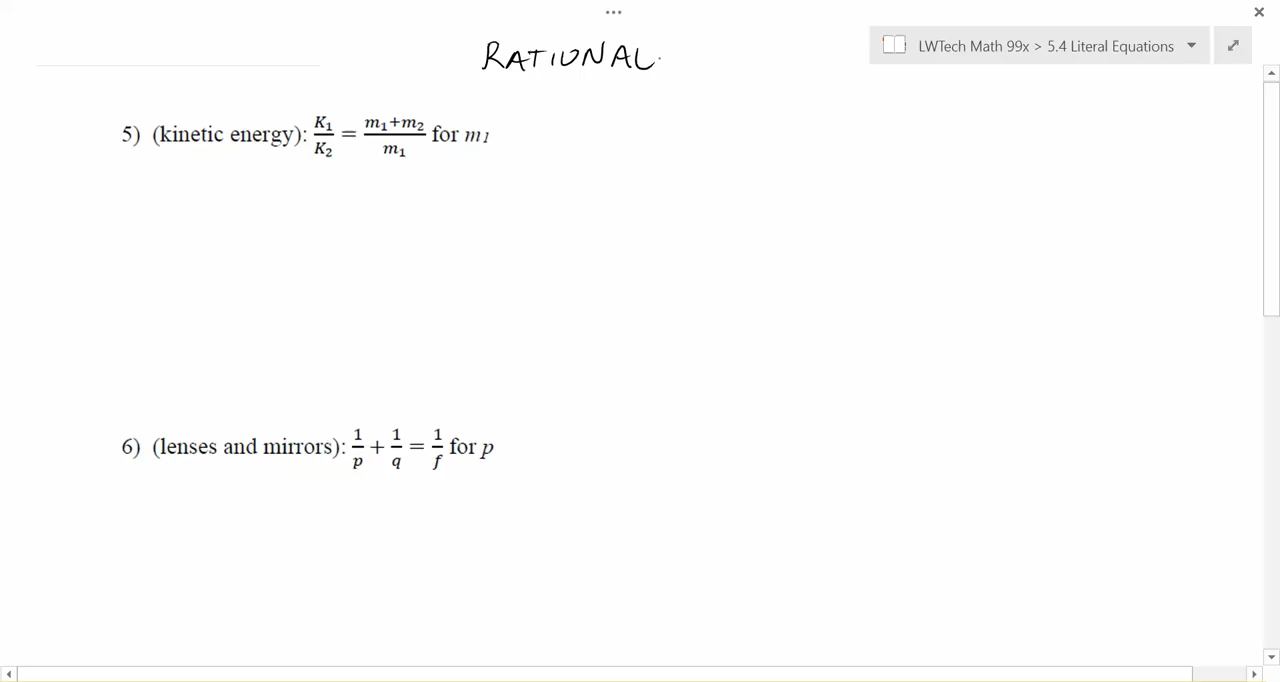 RATIONAL
LWTech Math 99x > 5.4 Literal Equations
5) (kinetic energy): K₁/K₂ = (m₁+m₂)/m₁ for m₁
6) (lenses and mirrors): 1/p + 1/q = 1/f for p